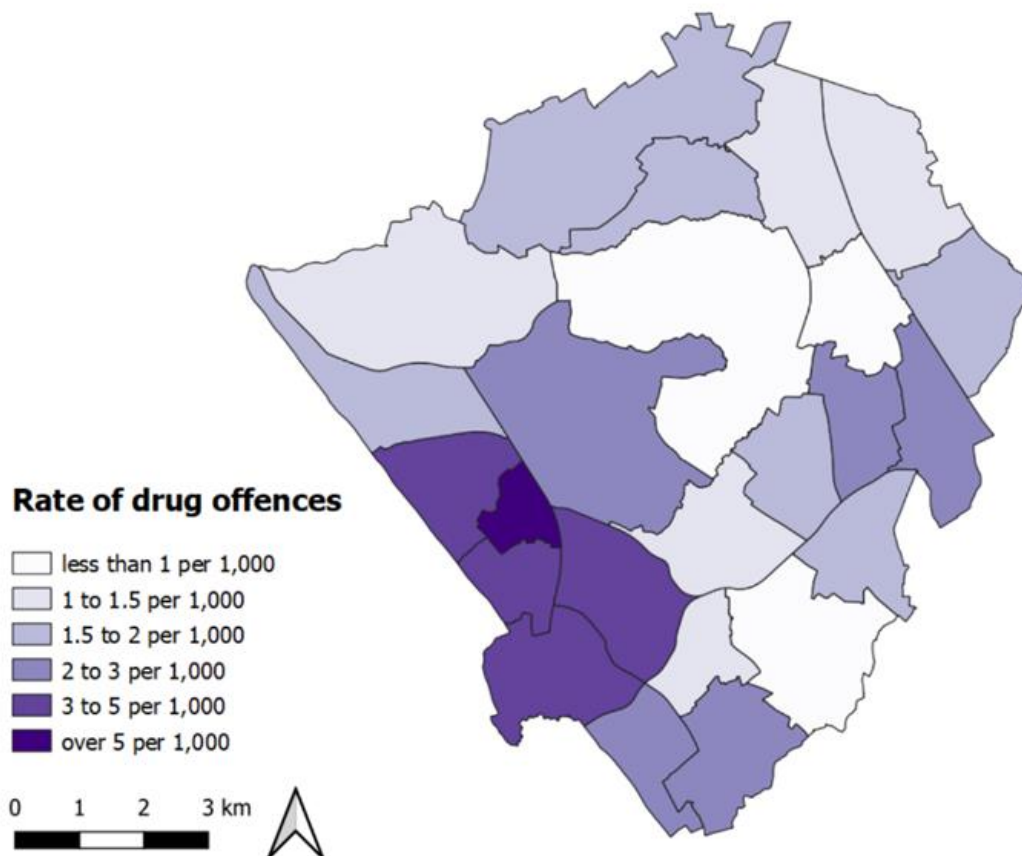 Rate of drug offences
less than 1 per 1,000
1 to 1.5 per 1,000
1.5 to 2 per 1,000
2 to 3 per 1,000
3 to 5 per 1,000
over 5 per 1,000
0 1 2 3 km